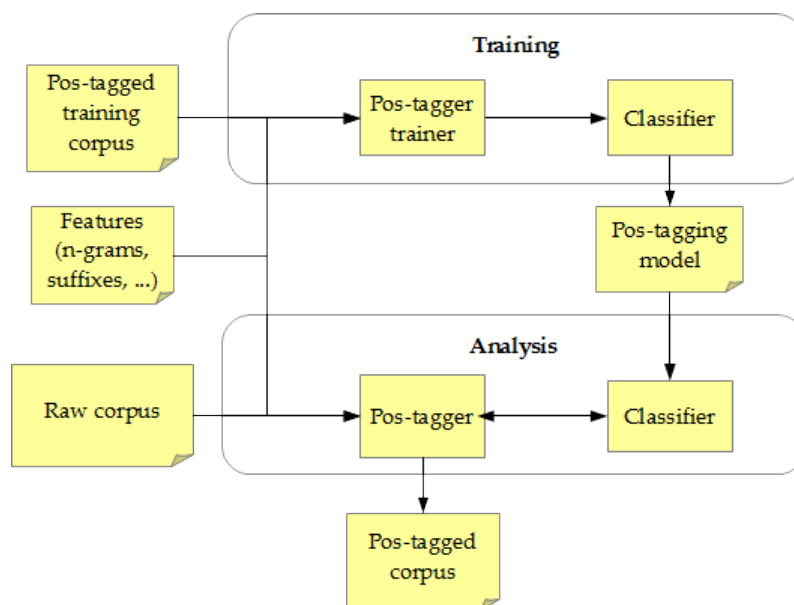 Training
Pos-tagged
training
corpus
Pos-tagger
trainer
Classifier
Features
(n-grams,
suffixes, ...)
Pos-tagging
model
Analysis
Raw corpus
Pos-tagger
Classifier
Pos-tagged
corpus